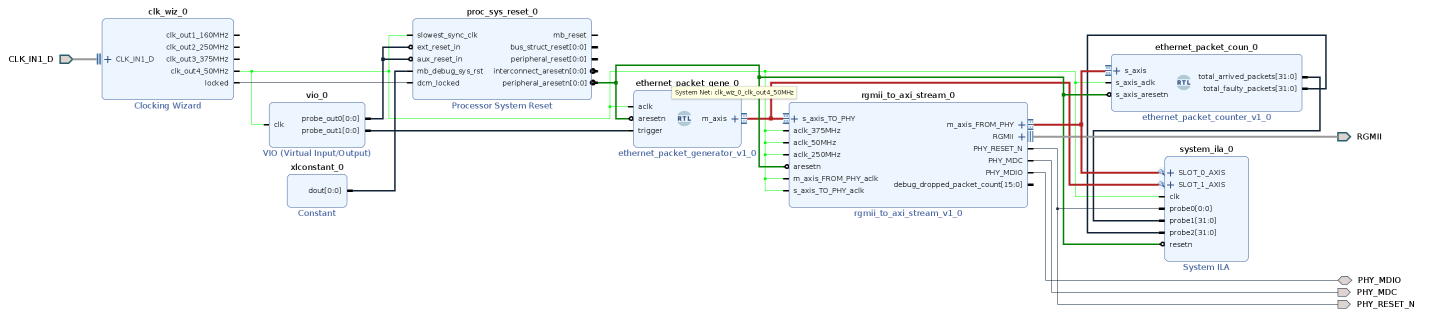 CLK_IN1_D
clk_wiz_0
CLK_IN1_D
clk_out1_160MHz
clk_out2_250MHz
clk_out3_375MHz
clk_out4_50MHz
locked
Clocking Wizard
vio_0
clk
probe_out0[0:0]
probe_out1[0:0]
VIO (Virtual Input/Output)
xlconstant_0
dout[0:0]
Constant
proc_sys_reset_0
slowest_sync_clk
ext_reset_in
aux_reset_in
mb_debug_sys_rst
dcm_locked
mb_reset
bus_struct_reset[0:0]
peripheral_reset[0:0]
interconnect_aresetn[0:0]
peripheral_aresetn[0:0]
Processor System Reset
ethernet_packet_gene_0
System Net: clk_wiz_0_clk_out4_50MHz
aclk
aresetn
trigger
RTL
m_axis
ethernet_packet_generator_v1_0
rgmii_to_axi_stream_0
s_axis_TO_PHY
aclk_375MHz
aclk_50MHz
aclk_250MHz
aresetn
m_axis_FROM_PHY_aclk
s_axis_TO_PHY_aclk
m_axis_FROM_PHY
RGMII
PHY_RESET_N
PHY_MDC
PHY_MDIO
debug_dropped_packet_count[15:0]
rgmii_to_axi_stream_v1_0
ethernet_packet_coun_0
s_axis
s_axis_aclk
s_axis_aresetn
RTL
total_arrived_packets[31:0]
total_faulty_packets[31:0]
ethernet_packet_counter_v1_0
system_ila_0
SLOT_0_AXIS
SLOT_1_AXIS
clk
probe0[0:0]
probe1[31:0]
probe2[31:0]
resetn
System ILA
RGMII
PHY_MDIO
PHY_MDC
PHY_RESET_N